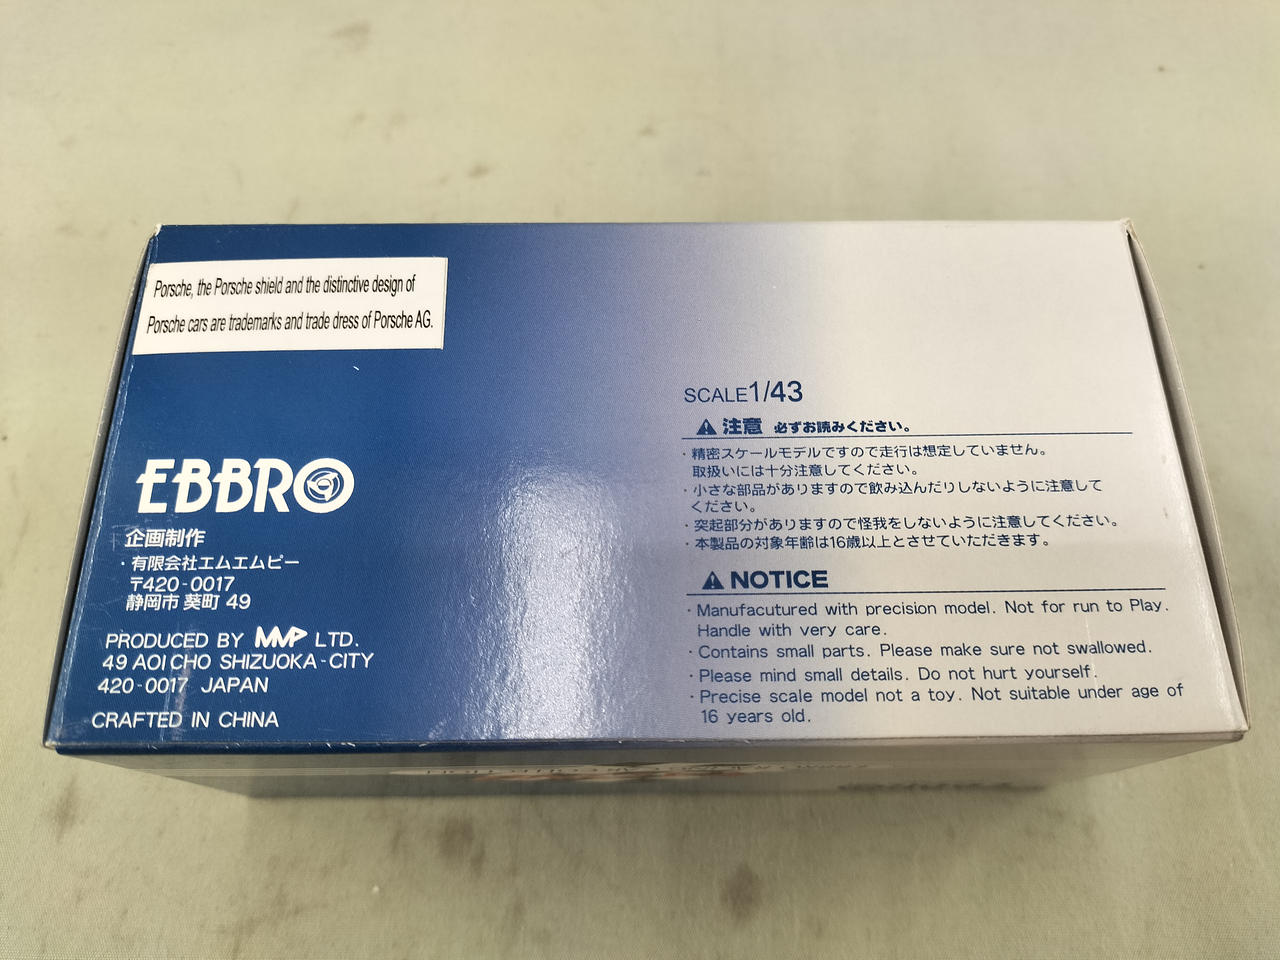 Porsche, the Porsche shield and the distinctive design of
Porsche cars are trademarks and trade dress of Porsche AG.
EBBRO
企画制作
・有限会社エムエムピー
〒420-0017
静岡市 葵町 49
PRODUCED BY MMP LTD.
49 AOI CHO SHIZUOKA-CITY
420-0017 JAPAN
CRAFTED IN CHINA
SCALE1/43
注意 必ずお読みください。
・精密スケールモデルですので走行は想定していません。
取扱いには十分注意してください。
・小さな部品がありますので飲み込んだりしないように注意して
ください。
・突起部分がありますので怪我をしないように注意してください。
・本製品の対象年齢は16歳以上とさせていただきます。
NOTICE
・Manufacutured with precision model. Not for run to Play.
Handle with very care.
・Contains small parts. Please make sure not swallowed.
・Please mind small details. Do not hurt yourself.
・Precise scale model not a toy. Not suitable under age of
16 years old.